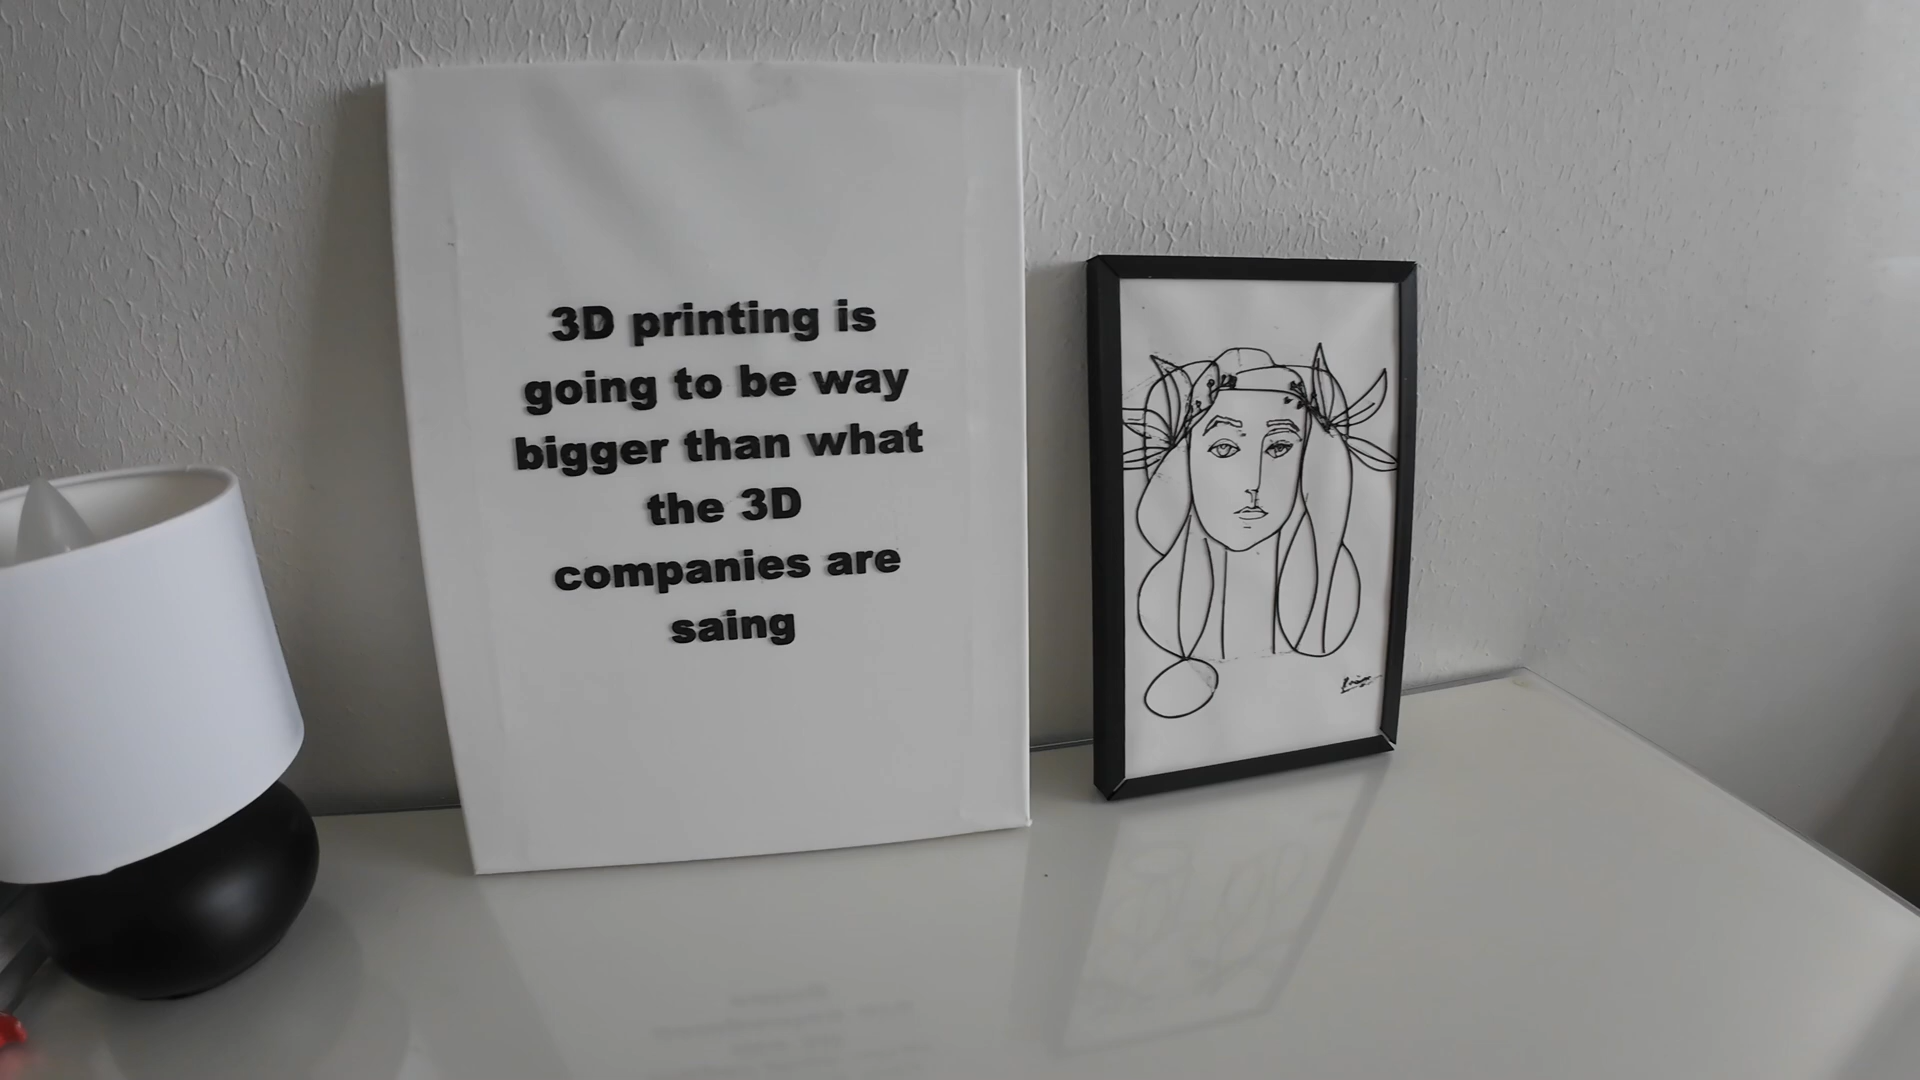 3D printing is
going to be way
bigger than what
the 3D
companies are
saing